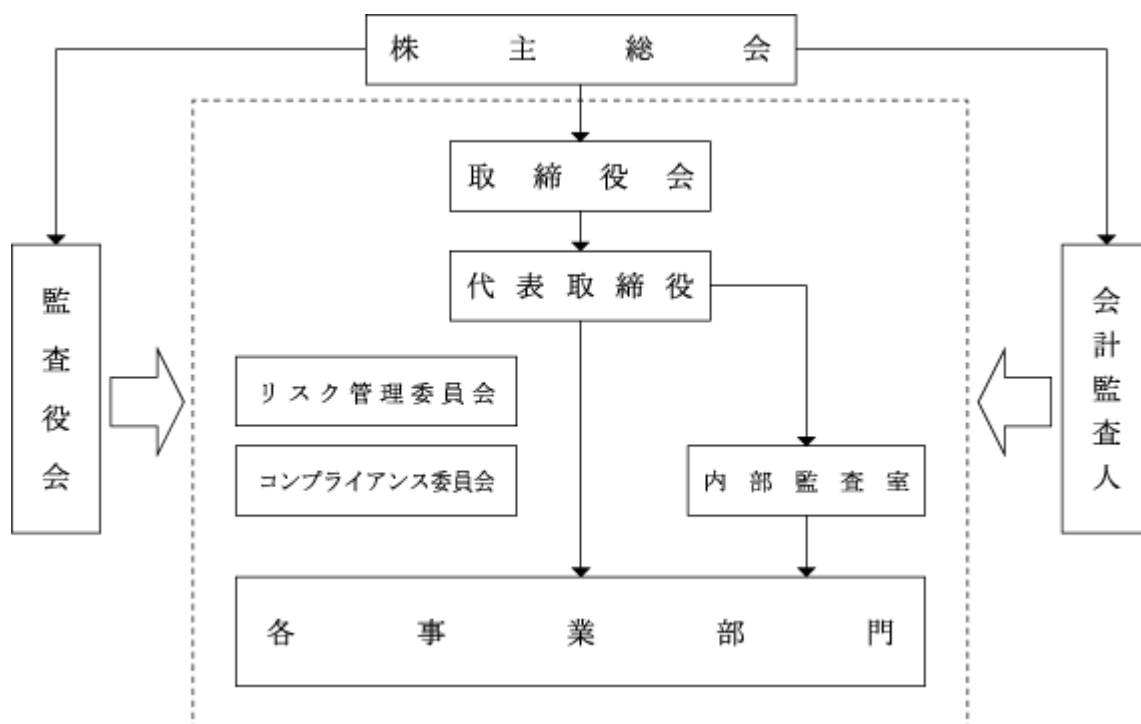 株主総会
取締役会
代表取締役
監査役会
会計監査人
リスク管理委員会
コンプライアンス委員会
内部監査室
各事業部門